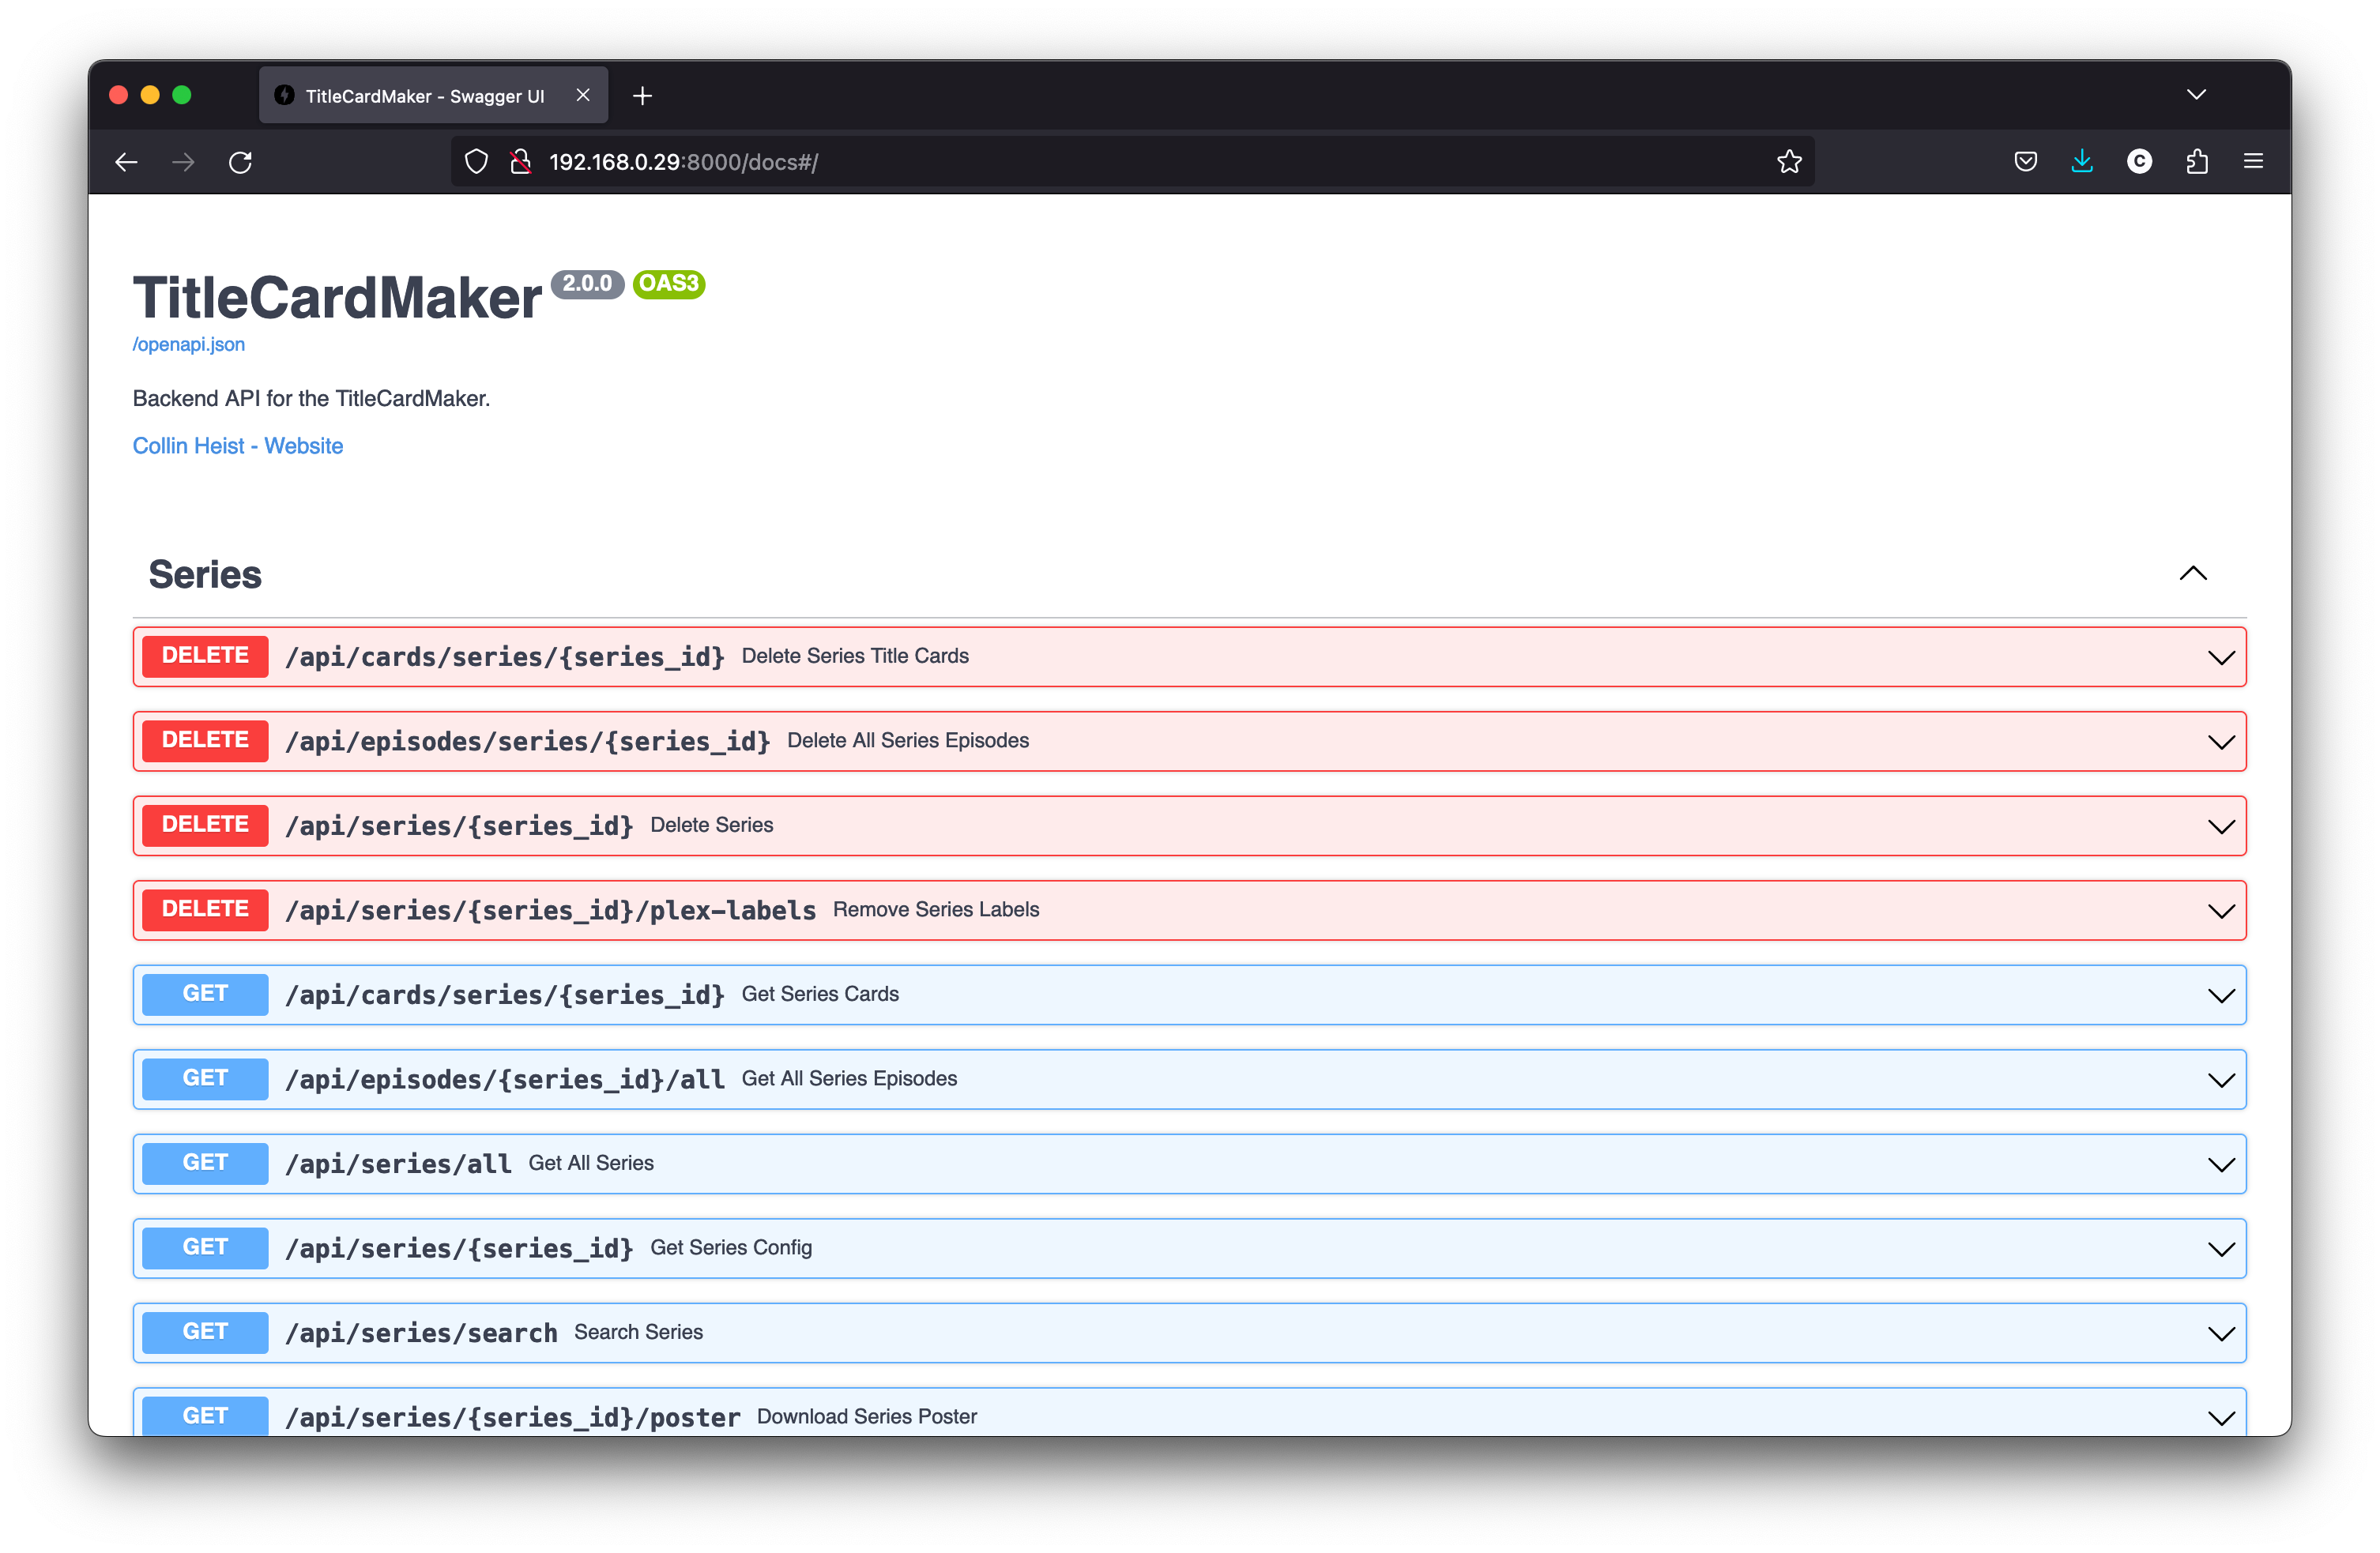 TitleCardMaker - Swagger UI
192.168.0.29:8000/docs#/
C
TitleCardMaker 2.0.0 OAS3
/openapi.json
Backend API for the TitleCardMaker.
Collin Heist - Website
Series
DELETE /api/cards/series/{series_id} Delete Series Title Cards
DELETE /api/episodes/series/{series_id} Delete All Series Episodes
DELETE /api/series/{series_id} Delete Series
DELETE /api/series/{series_id}/plex-labels Remove Series Labels
GET /api/cards/series/{series_id} Get Series Cards
GET /api/episodes/{series_id}/all Get All Series Episodes
GET /api/series/all Get All Series
GET /api/series/{series_id} Get Series Config
GET /api/series/search Search Series
GET /api/series/{series_id}/poster Download Series Poster